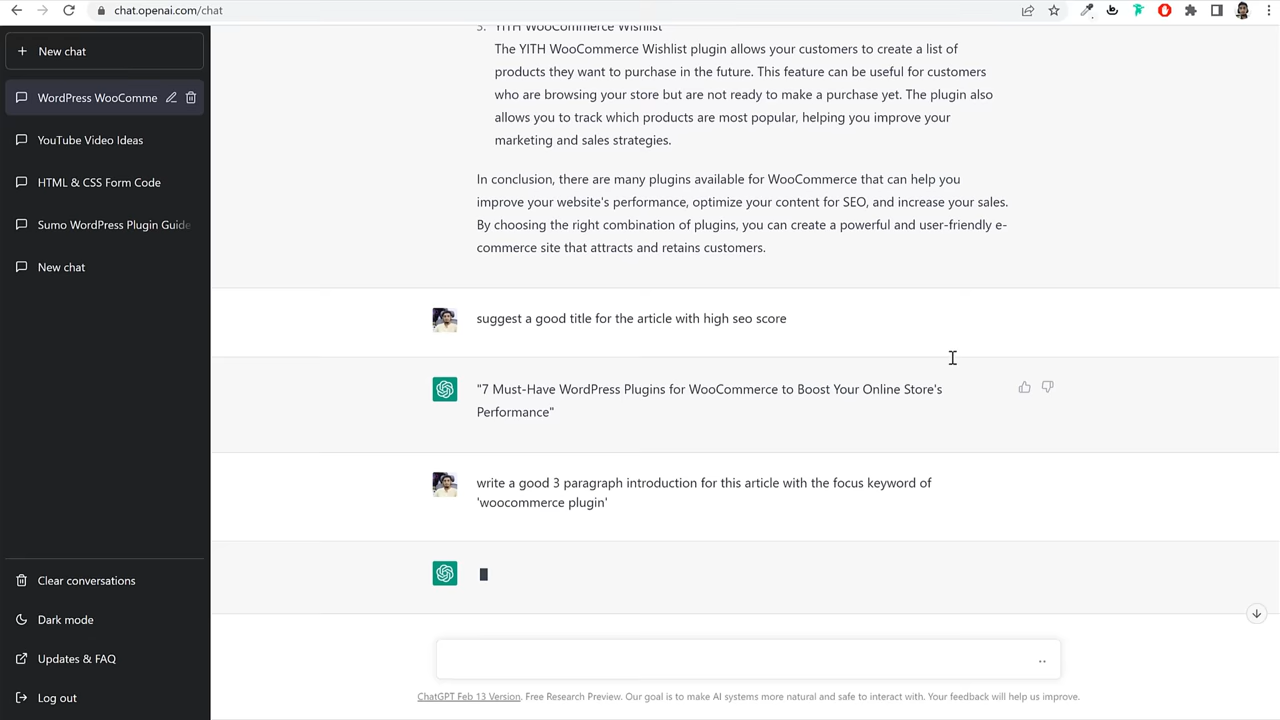 chat.openai.com/chat
New chat
WordPress WooComme
YouTube Video Ideas
HTML & CSS Form Code
Sumo WordPress Plugin Guide
New chat
Clear conversations
Dark mode
Updates & FAQ
Log out
YITH WooCommerce Wishlist
The YITH WooCommerce Wishlist plugin allows your customers to create a list of
products they want to purchase in the future. This feature can be useful for customers
who are browsing your store but are not ready to make a purchase yet. The plugin also
allows you to track which products are most popular, helping you improve your
marketing and sales strategies.
In conclusion, there are many plugins available for WooCommerce that can help you
improve your website's performance, optimize your content for SEO, and increase your sales.
By choosing the right combination of plugins, you can create a powerful and user-friendly e-
commerce site that attracts and retains customers.
suggest a good title for the article with high seo score
"7 Must-Have WordPress Plugins for WooCommerce to Boost Your Online Store's
Performance"
write a good 3 paragraph introduction for this article with the focus keyword of
'woocommerce plugin'
ChatGPT Feb 13 Version. Free Research Preview. Our goal is to make AI systems more natural and safe to interact with. Your feedback will help us improve.